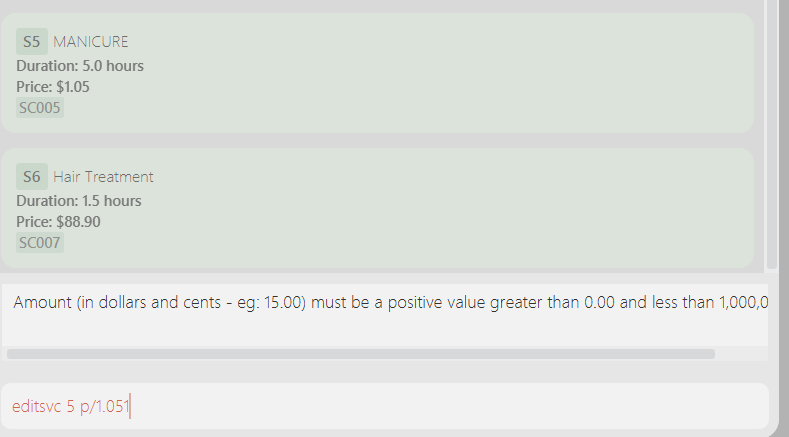 S5 MANICURE
Duration: 5.0 hours
Price: $1.05
SC005
S6 Hair Treatment
Duration: 1.5 hours
Price: $88.90
SC007
Amount (in dollars and cents - eg: 15.00) must be a positive value greater than 0.00 and less than 1,000,0
editsvc 5 p/1.051